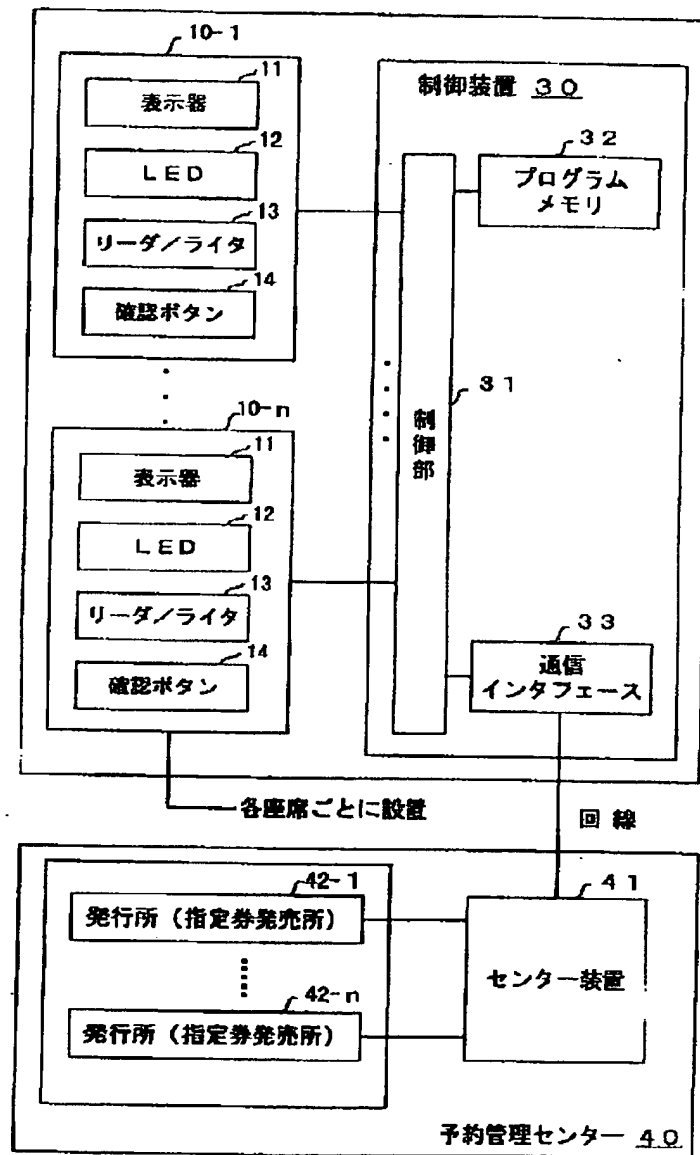 10-1
11
表示器
12
LED
13
リーダ/ライタ
14
確認ボタン
10-n
11
表示器
12
LED
13
リーダ/ライタ
14
確認ボタン
各座席ごとに設置
制御装置 30
32
プログラム
メモリ
31
制御部
33
通信
インタフェース
回線
42-1
発行所(指定券発売所)
42-n
発行所(指定券発売所)
41
センター装置
予約管理センター 40